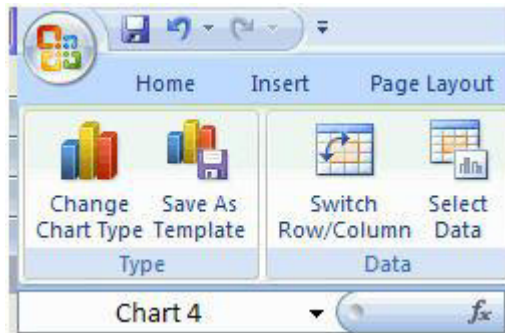 Home Insert Page Layout
Change Save As Switch Select
Chart Type Template Row/Column Data
Type Data
Chart 4 fx